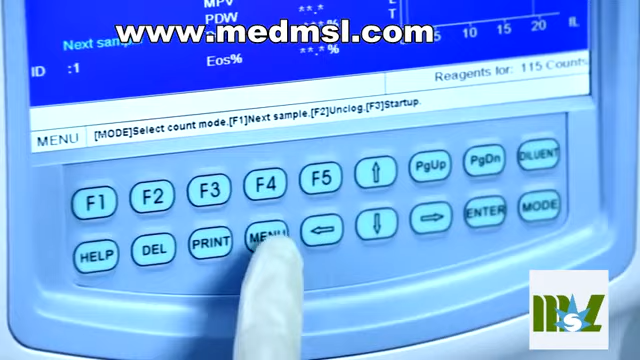 MPV
PDW
**.*
T
www.medmsl.com
Next
ID :1
**.*
Eos% **.*
5 10 15 20 fL
Reagents for: 115 Counts
MENU [MODE]Select count mode.[F1]Next sample.[F2]Unclog.[F3]Startup.
F1 F2 F3 F4 F5 PgUp PgDn DILUENT
HELP DEL PRINT MENU ENTER MODE
MSL